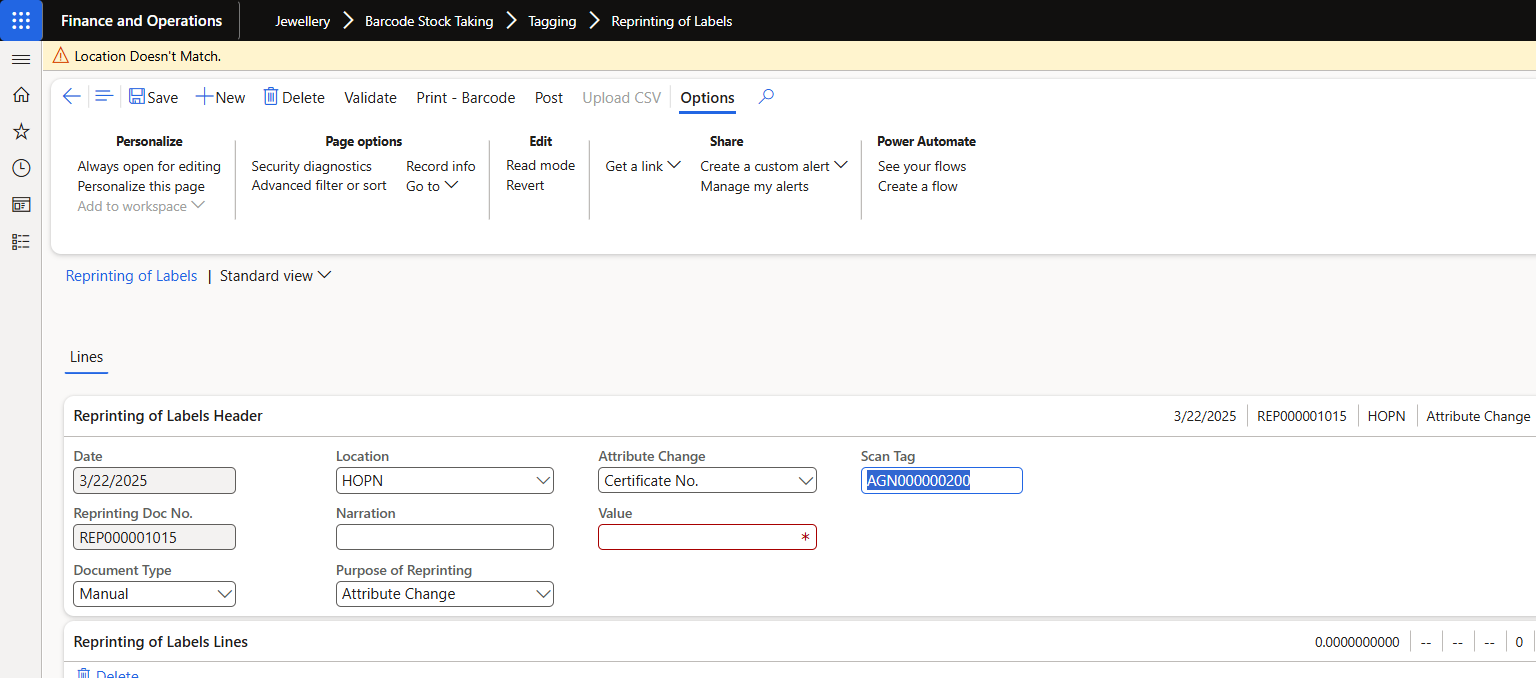 Finance and Operations Jewellery Barcode Stock Taking Tagging Reprinting of Labels
Location Doesn't Match.
Save New Delete Validate Print - Barcode Post Upload CSV Options
Personalize Page options Edit Share Power Automate
Always open for editing Security diagnostics Record info Read mode Get a link Create a custom alert See your flows
Personalize this page Advanced filter or sort Go to Revert Manage my alerts Create a flow
Add to workspace
Reprinting of Labels | Standard view
Lines
Reprinting of Labels Header 3/22/2025 REP000001015 HOPN Attribute Change
Date Location Attribute Change Scan Tag
3/22/2025 HOPN Certificate No. AGN000000200
Reprinting Doc No. Narration Value
REP000001015 *
Document Type Purpose of Reprinting
Manual Attribute Change
Reprinting of Labels Lines 0.0000000000 -- -- -- 0
Delete